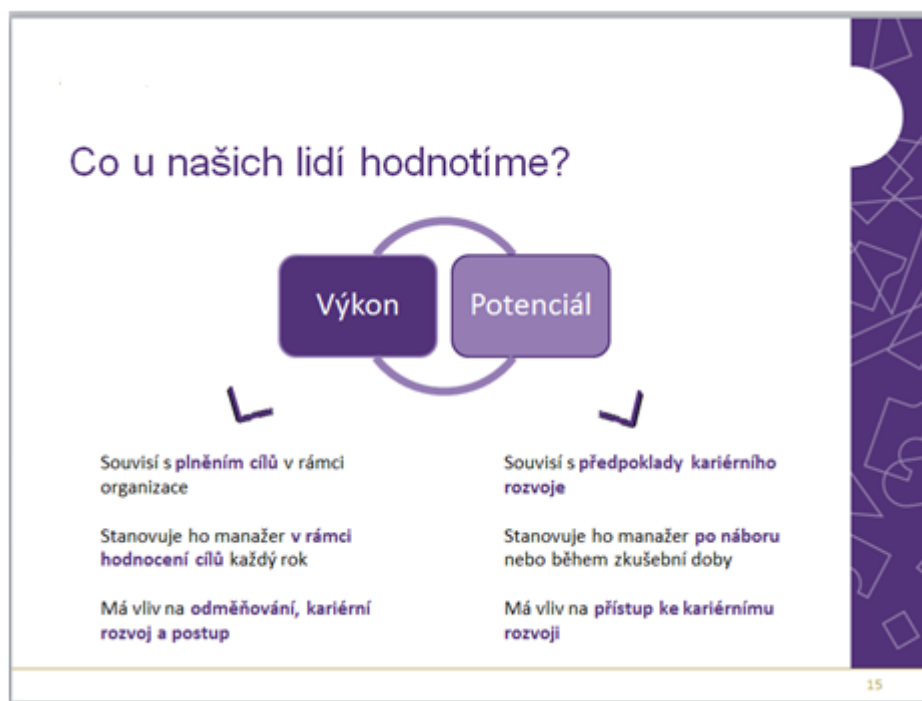 Co u našich lidí hodnotíme?
Výkon
Potenciál
Souvisí s plněním cílů v rámci
organizace
Stanovuje ho manažer v rámci
hodnocení cílů každý rok
Má vliv na odměňování, kariérní
rozvoj a postup
Souvisí s předpoklady kariérního
rozvoje
Stanovuje ho manažer po náboru
nebo během zkušební doby
Má vliv na přístup ke kariérnímu
rozvoji
15